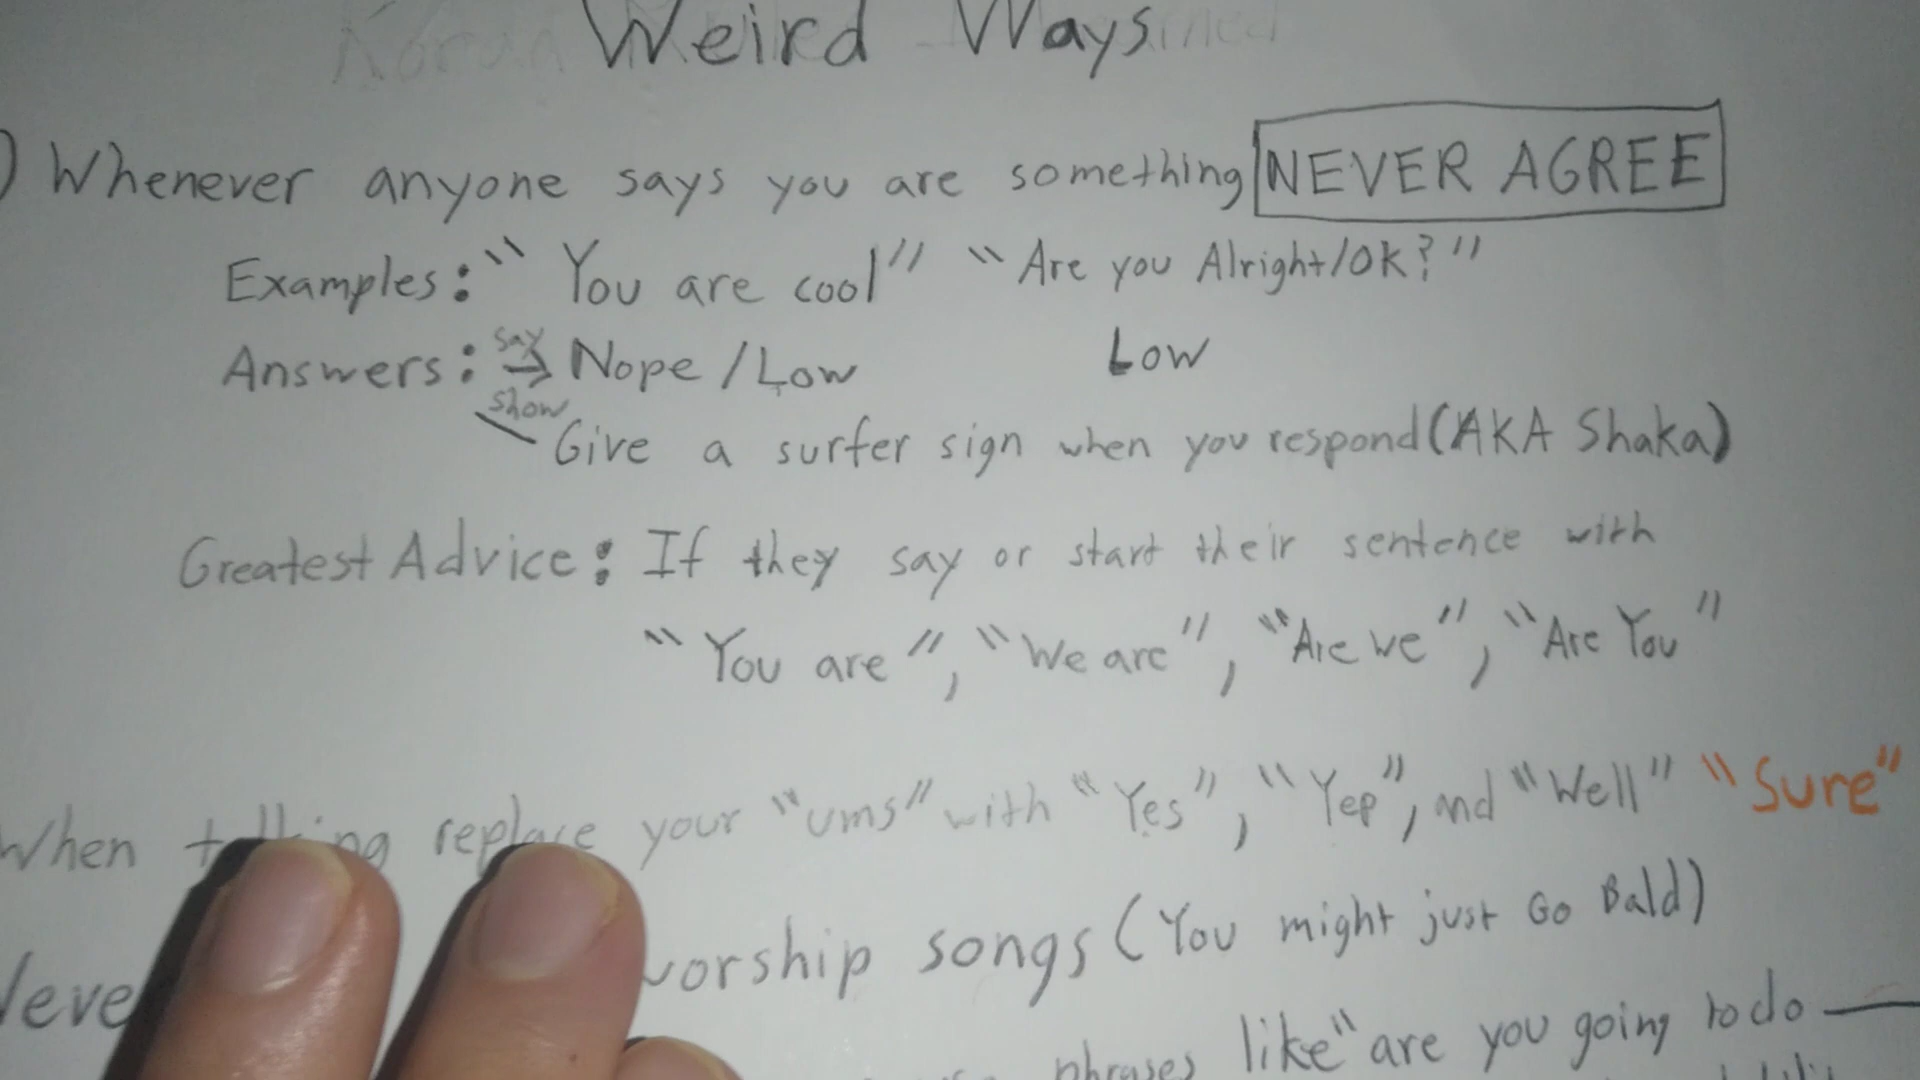 Weird Ways
) Whenever anyone says you are something NEVER AGREE
Examples: "You are cool" "Are you Alright/Ok?"
Answers: say → Nope / Low Low
show Give a surfer sign when you respond (AKA Shaka)
Greatest Advice: If they say or start their sentence with
"You are", "We are", "Are we", "Are You"
When talking replace your "ums" with "Yes", "Yep", and "Well" "Sure"
worship songs (You might just Go Bald)
phrases like "are you going to do